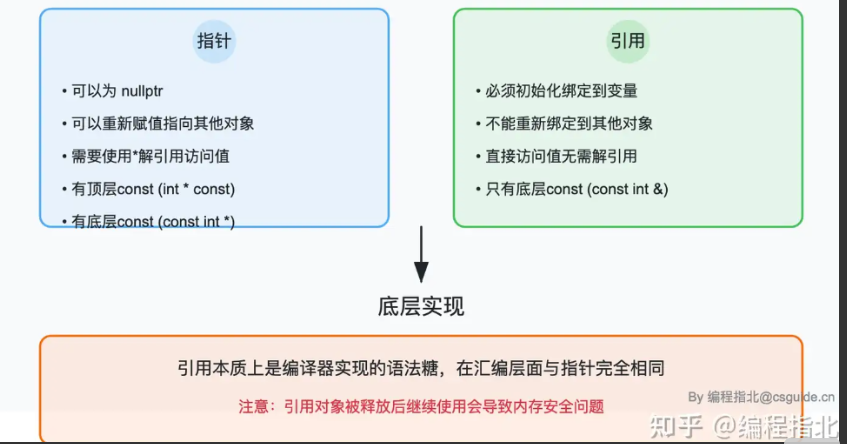 指针
• 可以为 nullptr
• 可以重新赋值指向其他对象
• 需要使用*解引用访问值
• 有顶层const (int * const)
• 有底层const (const int *)
引用
• 必须初始化绑定到变量
• 不能重新绑定到其他对象
• 直接访问值无需解引用
• 只有底层const (const int &)
底层实现
引用本质上是编译器实现的语法糖，在汇编层面与指针完全相同
注意：引用对象被释放后继续使用会导致内存安全问题
By 编程指北@csguide.cn
知乎 @编程指北